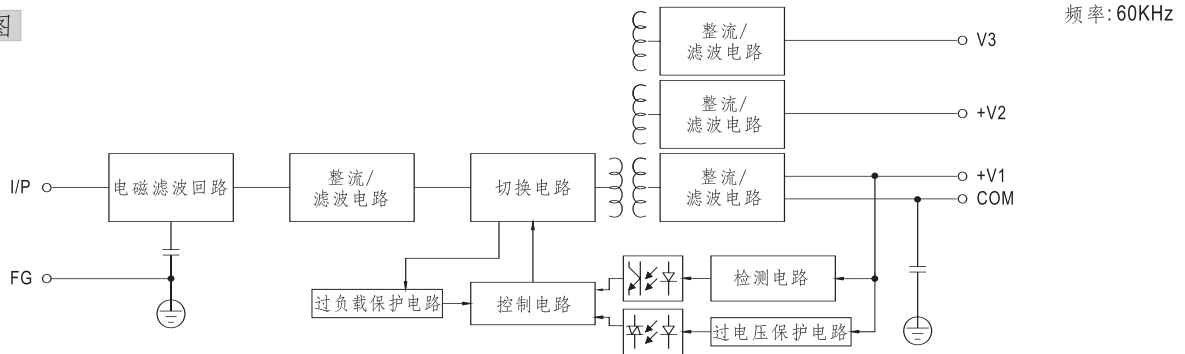 图
频率:60KHz
整流/
滤波电路
V3
整流/
滤波电路
+V2
I/P
电磁滤波回路
整流/
滤波电路
切换电路
整流/
滤波电路
+V1
COM
FG
过负载保护电路
控制电路
检测电路
过电压保护电路